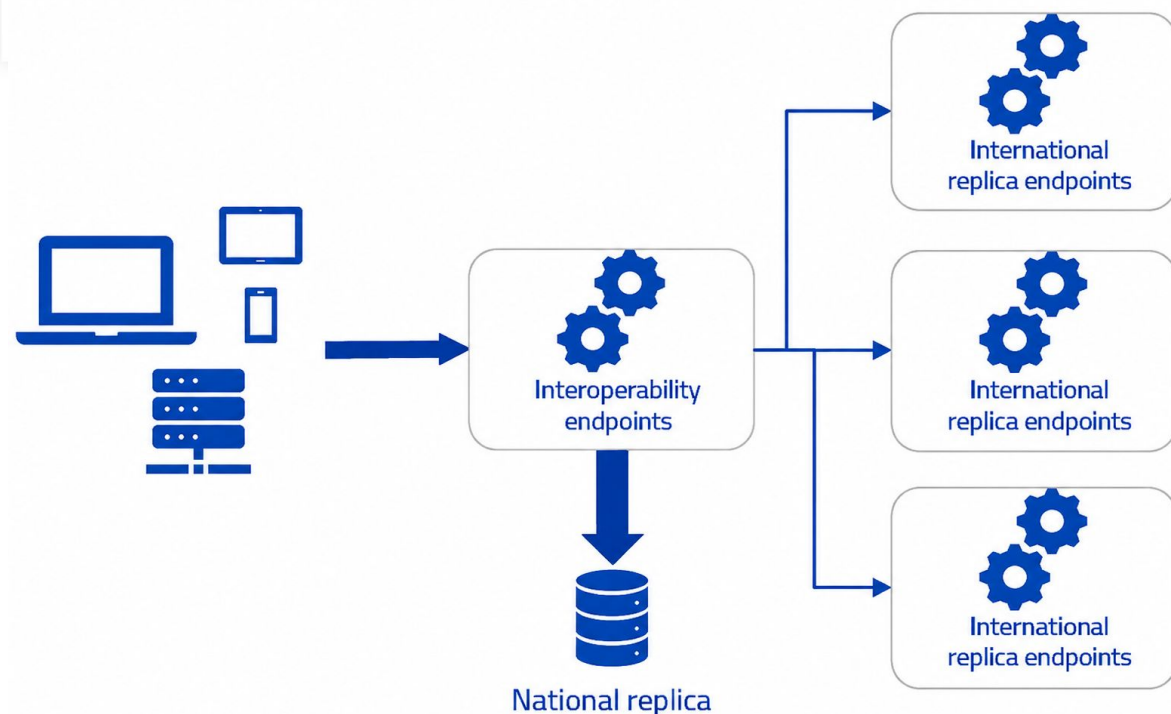 International
replica endpoints
Interoperability
endpoints
International
replica endpoints
International
replica endpoints
National replica